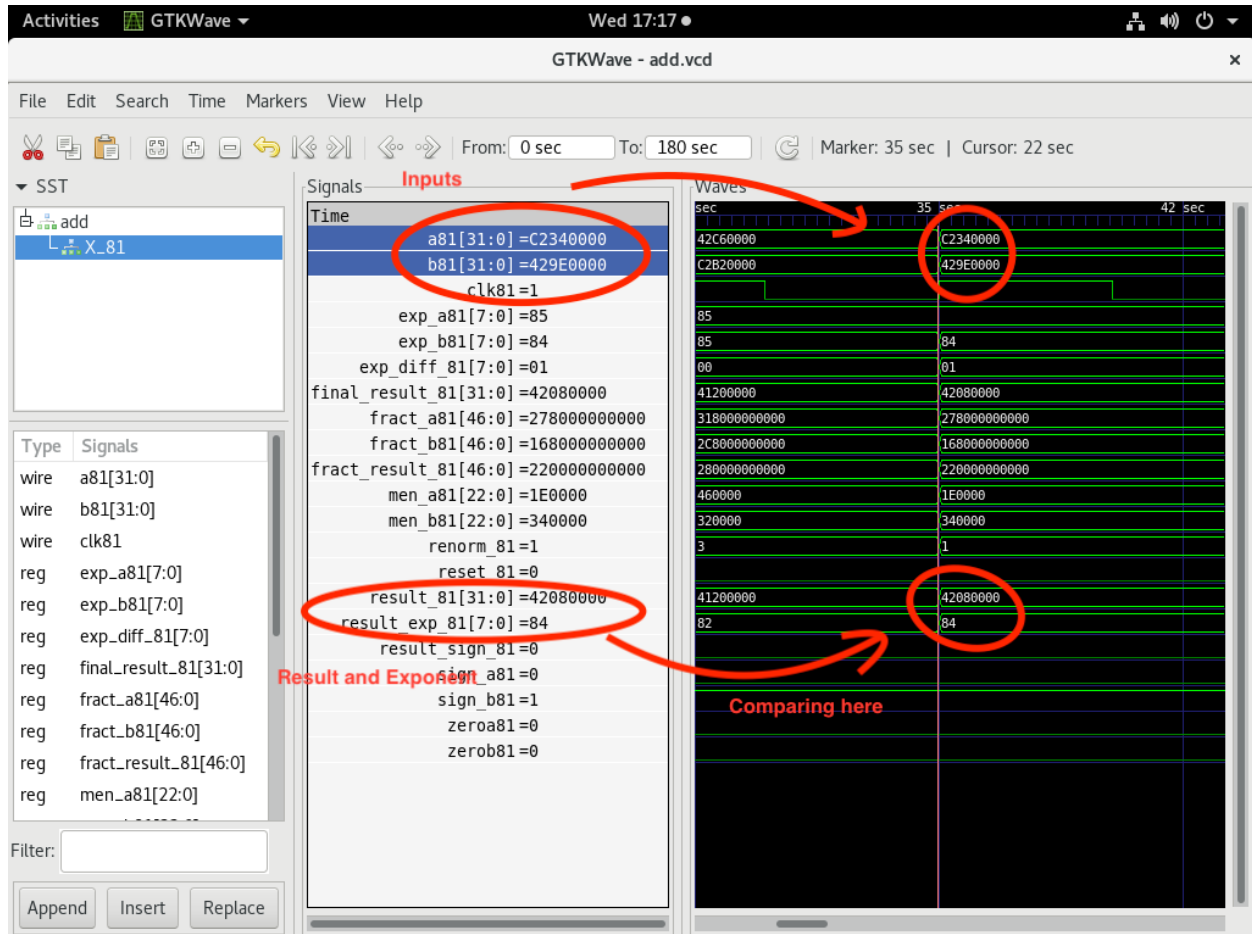 Activities GTKWave Wed 17:17
GTKWave - add.vcd
File Edit Search Time Markers View Help
From: 0 sec To: 180 sec Marker: 35 sec | Cursor: 22 sec
SST
add
X_81
Type Signals
wire a81[31:0]
wire b81[31:0]
wire clk81
reg exp_a81[7:0]
reg exp_b81[7:0]
reg exp_diff_81[7:0]
reg final_result_81[31:0]
reg fract_a81[46:0]
reg fract_b81[46:0]
reg fract_result_81[46:0]
reg men_a81[22:0]
Filter:
Append Insert Replace
Signals
Inputs
Time
a81[31:0] =C2340000
b81[31:0] =429E0000
clk81 =1
exp_a81[7:0] =85
exp_b81[7:0] =84
exp_diff_81[7:0] =01
final_result_81[31:0] =42080000
fract_a81[46:0] =278000000000
fract_b81[46:0] =168000000000
fract_result_81[46:0] =220000000000
men_a81[22:0] =1E0000
men_b81[22:0] =340000
renorm_81 =1
reset_81 =0
result_81[31:0] =42080000
result_exp_81[7:0] =84
result_sign_81 =0
Result and Exponent
sign_a81 =0
sign_b81 =1
zeroa81 =0
zerob81 =0
Waves
sec 35 sec 42 sec
42C60000 C2340000
C2B20000 429E0000
85
85 84
00 01
41200000 42080000
318000000000 278000000000
2C8000000000 168000000000
280000000000 220000000000
460000 1E0000
320000 340000
3 1
41200000 42080000
82 84
Comparing here